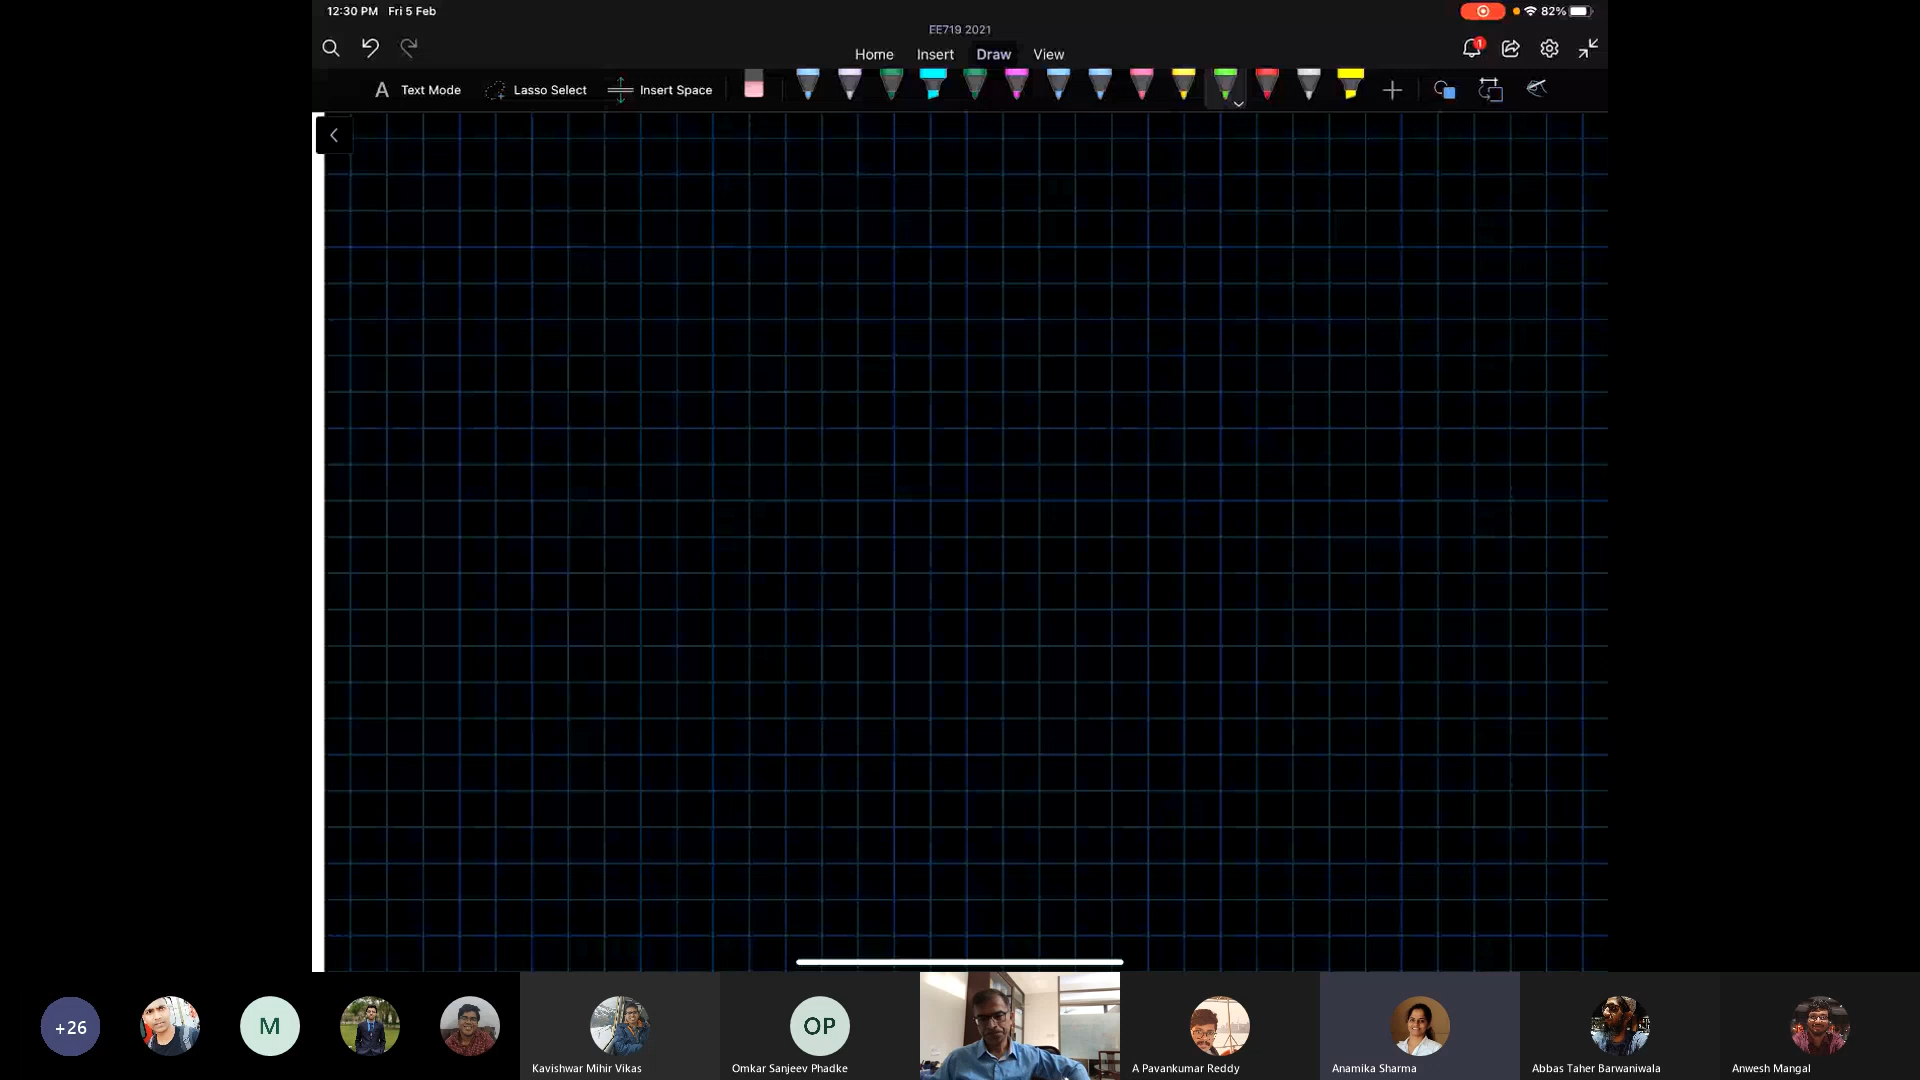 12:30 PM Fri 5 Feb
82%
EE719 2021
Home Insert Draw View
1
A Text Mode Lasso Select Insert Space
+26
M
OP
Kavishwar Mihir Vikas
Omkar Sanjeev Phadke
A Pavankumar Reddy
Anamika Sharma
Abbas Taher Barwaniwala
Anwesh Mangal